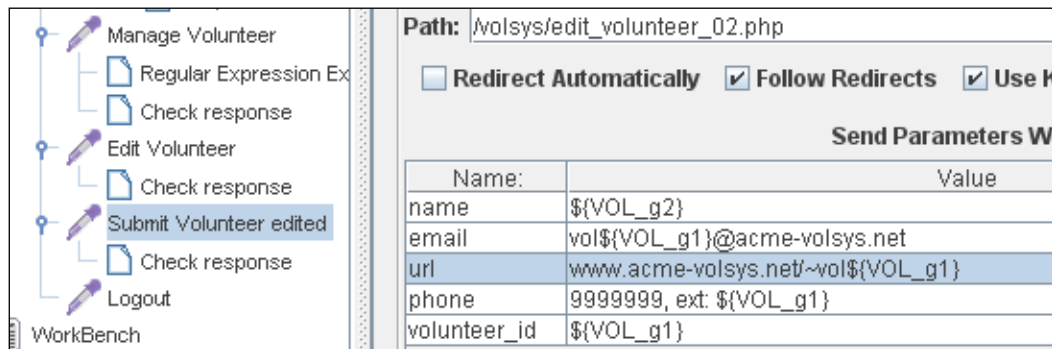 Manage Volunteer
Regular Expression Ex
Check response
Edit Volunteer
Check response
Submit Volunteer edited
Check response
Logout
WorkBench
Path: /volsys/edit_volunteer_02.php
Redirect Automatically Follow Redirects Use K
Send Parameters W
Name: Value
name ${VOL_g2}
email vol${VOL_g1}@acme-volsys.net
url www.acme-volsys.net/~vol${VOL_g1}
phone 9999999, ext: ${VOL_g1}
volunteer_id ${VOL_g1}